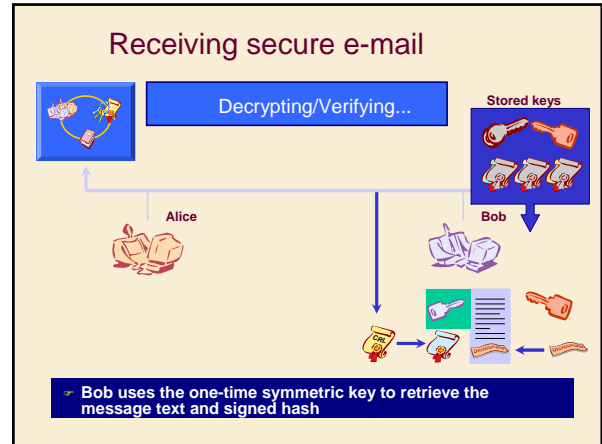 Receiving secure e-mail
Decrypting/Verifying...
Stored keys
Alice
Bob
CRL
☞ Bob uses the one-time symmetric key to retrieve the
message text and signed hash